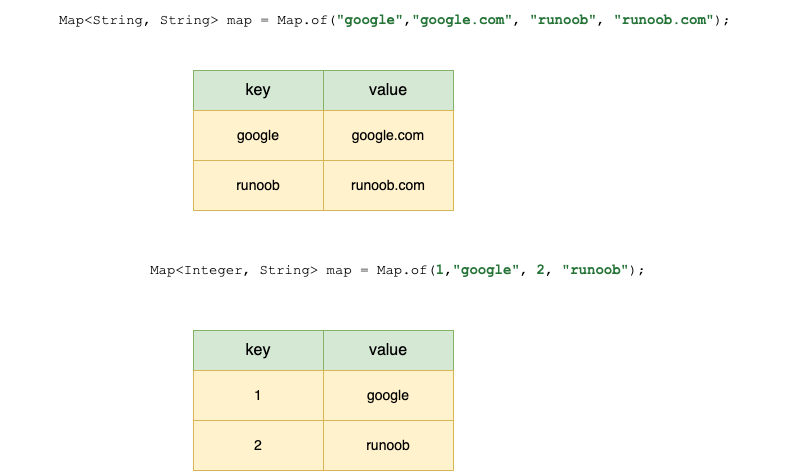 Map<String, String> map = Map.of("google","google.com", "runoob", "runoob.com");
key value
google google.com
runoob runoob.com
Map<Integer, String> map = Map.of(1,"google", 2, "runoob");
key value
1 google
2 runoob